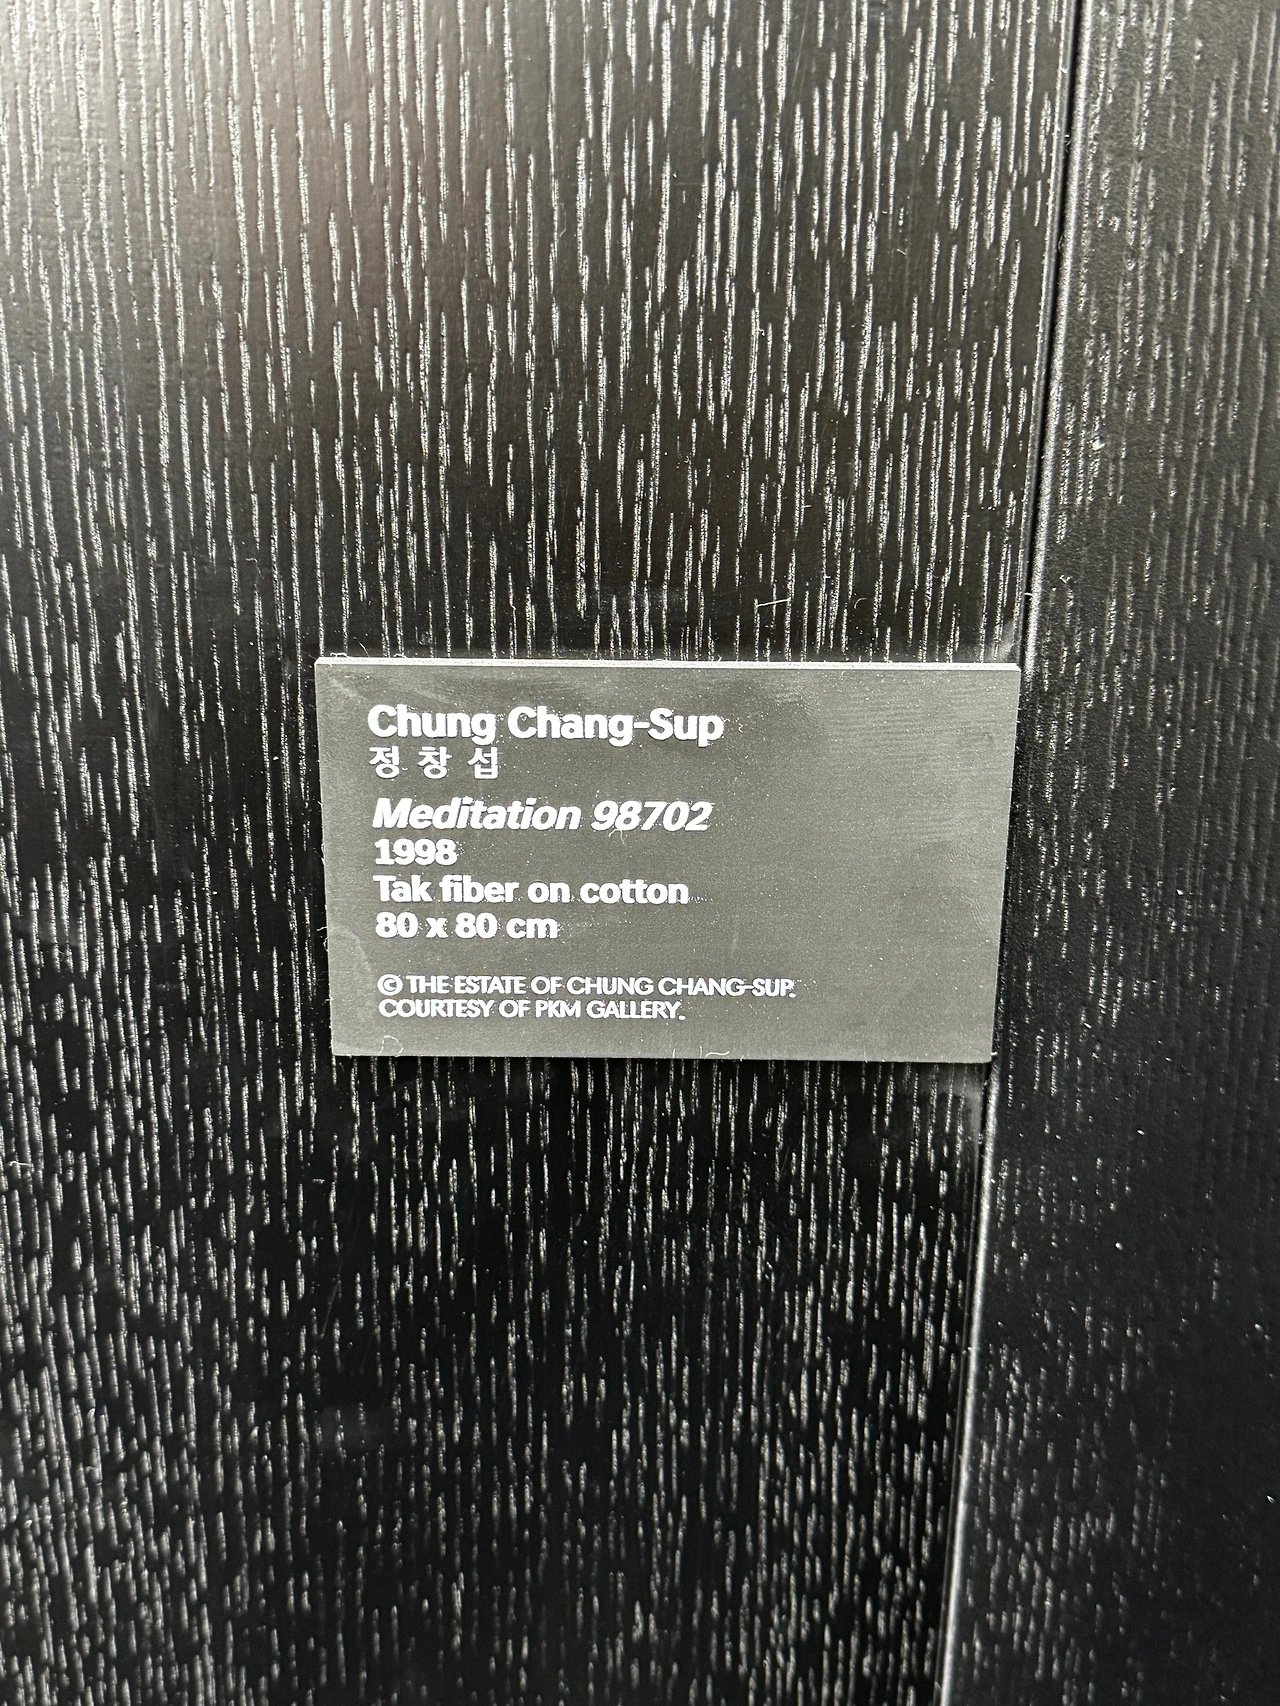 Chung Chang-Sup
정 창 섭
Meditation 98702
1998
Tak fiber on cotton
80 x 80 cm
© THE ESTATE OF CHUNG CHANG-SUP.
COURTESY OF PKM GALLERY.